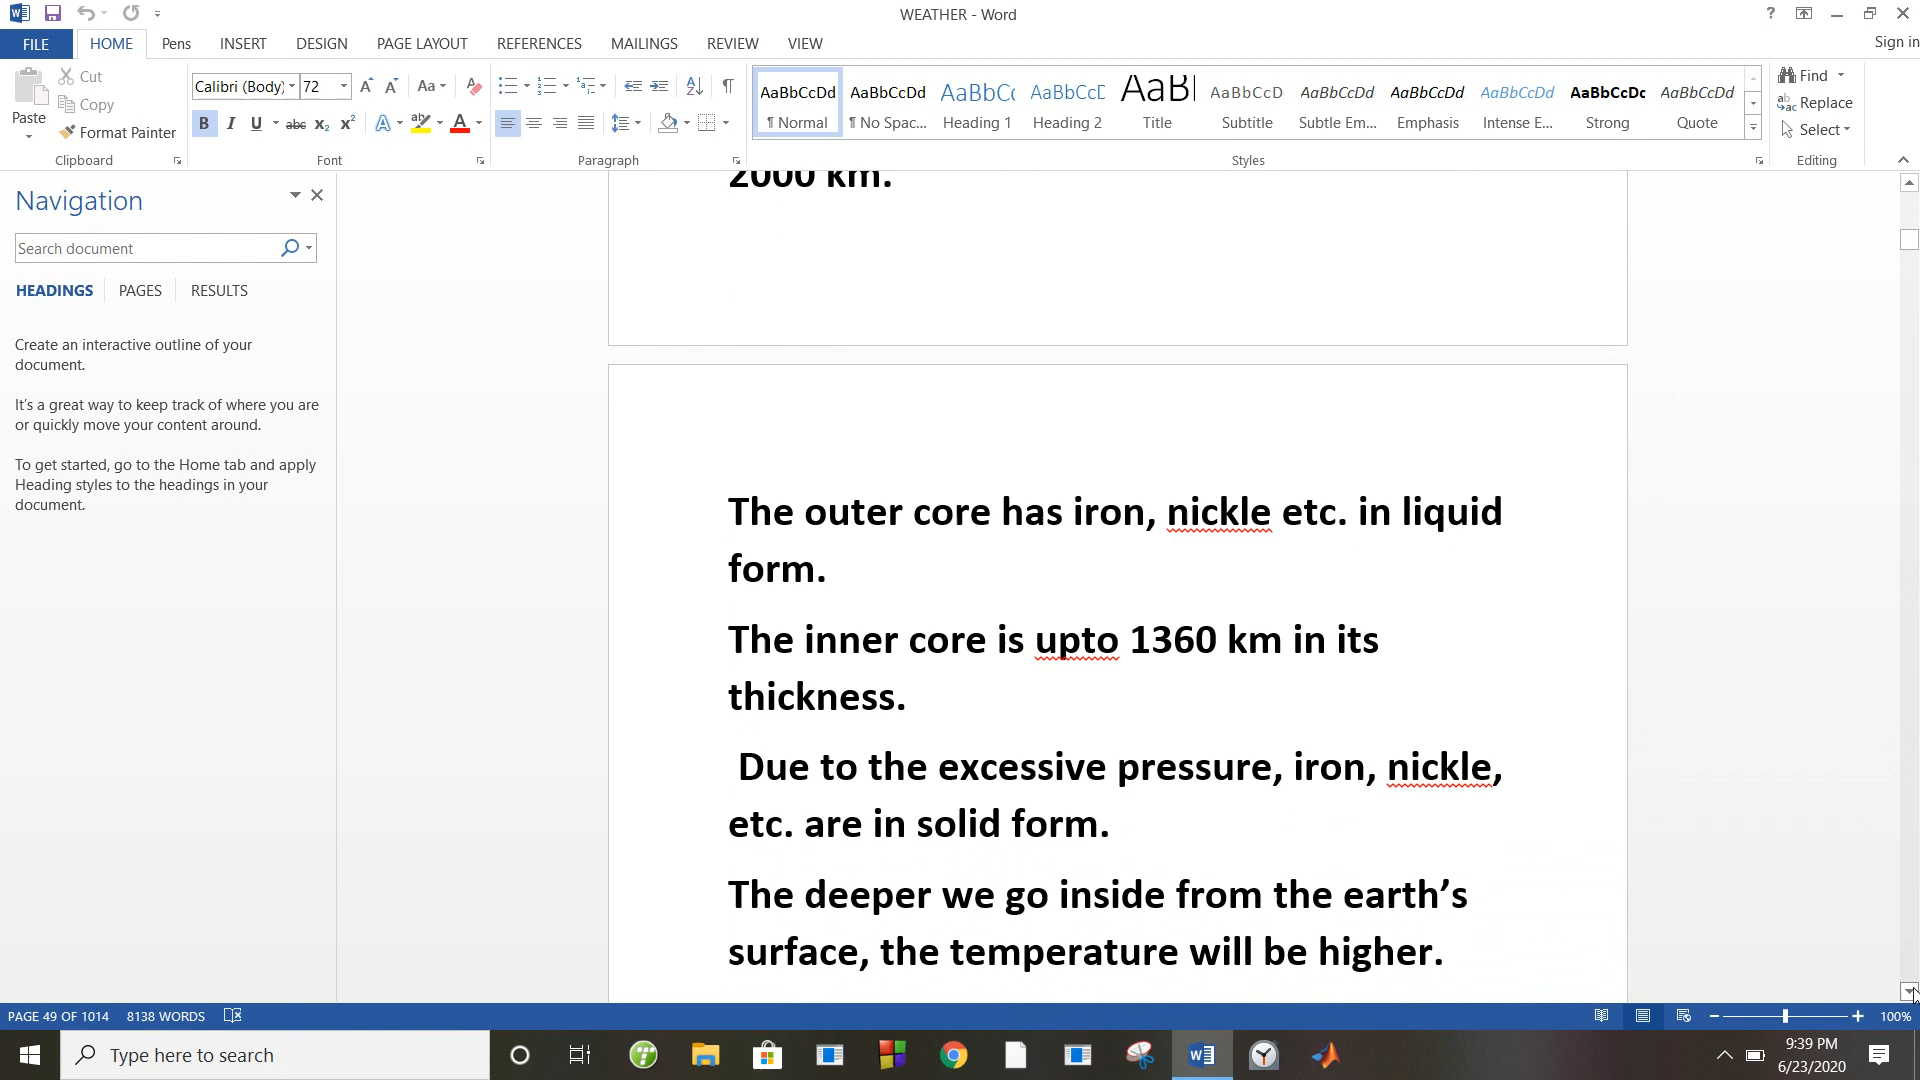 WEATHER - Word
FILE HOME Pens INSERT DESIGN PAGE LAYOUT REFERENCES MAILINGS REVIEW VIEW Sign in
Paste Cut Copy Format Painter
Calibri (Body) 72
AaBbCcDd AaBbCcDd AaBbCc AaBbCcD AaBb AaBbCcD AaBbCcDd AaBbCcDd AaBbCcDd AaBbCcDc AaBbCcDd
¶ Normal ¶ No Spac... Heading 1 Heading 2 Title Subtitle Subtle Em... Emphasis Intense E... Strong Quote
Find
Replace
Select
Clipboard Font Paragraph Styles Editing
Navigation
Search document
HEADINGS PAGES RESULTS
Create an interactive outline of your
document.
It's a great way to keep track of where you are
or quickly move your content around.
To get started, go to the Home tab and apply
Heading styles to the headings in your
document.
2000 km.
The outer core has iron, nickle etc. in liquid
form.
The inner core is upto 1360 km in its
thickness.
Due to the excessive pressure, iron, nickle,
etc. are in solid form.
The deeper we go inside from the earth’s
surface, the temperature will be higher.
PAGE 49 OF 1014 8138 WORDS 100%
Type here to search
9:39 PM
6/23/2020